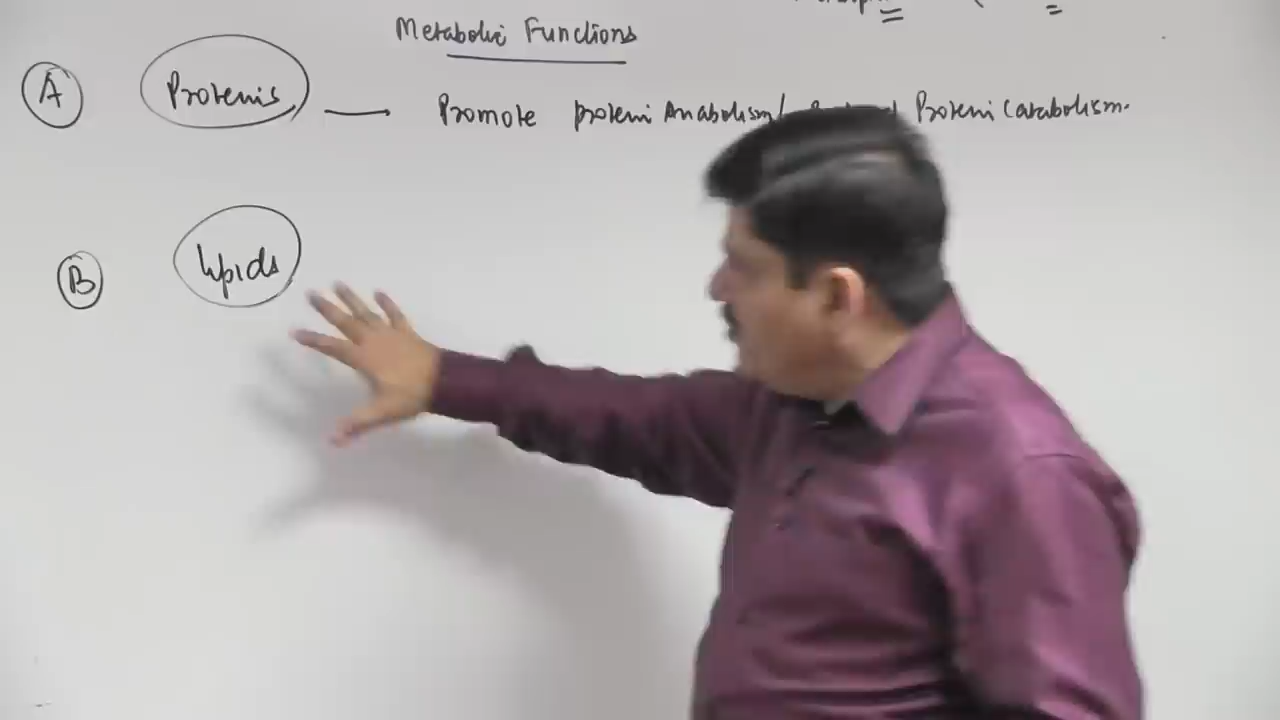 Metabolic Functions
A Proteins → Promote protein Anabolism/ Protein Catabolism.
B lipids